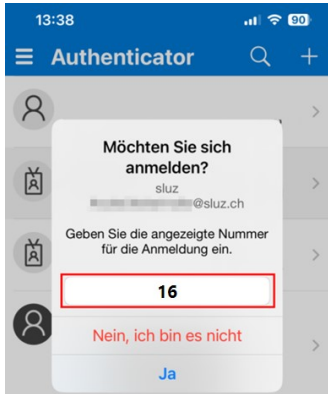 13:38
90
Authenticator
Möchten Sie sich
anmelden?
sluz
@sluz.ch
Geben Sie die angezeigte Nummer
für die Anmeldung ein.
16
Nein, ich bin es nicht
Ja